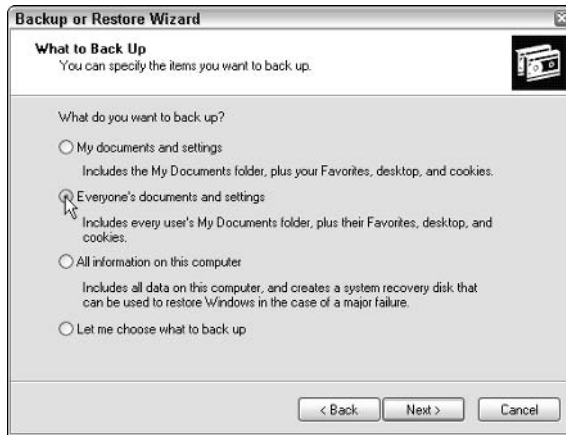 Backup or Restore Wizard
What to Back Up
You can specify the items you want to back up.
What do you want to back up?
My documents and settings
Includes the My Documents folder, plus your Favorites, desktop, and cookies.
Everyone's documents and settings
Includes every user's My Documents folder, plus their Favorites, desktop, and
cookies.
All information on this computer
Includes all data on this computer, and creates a system recovery disk that
can be used to restore Windows in the case of a major failure.
Let me choose what to back up
< Back
Next >
Cancel